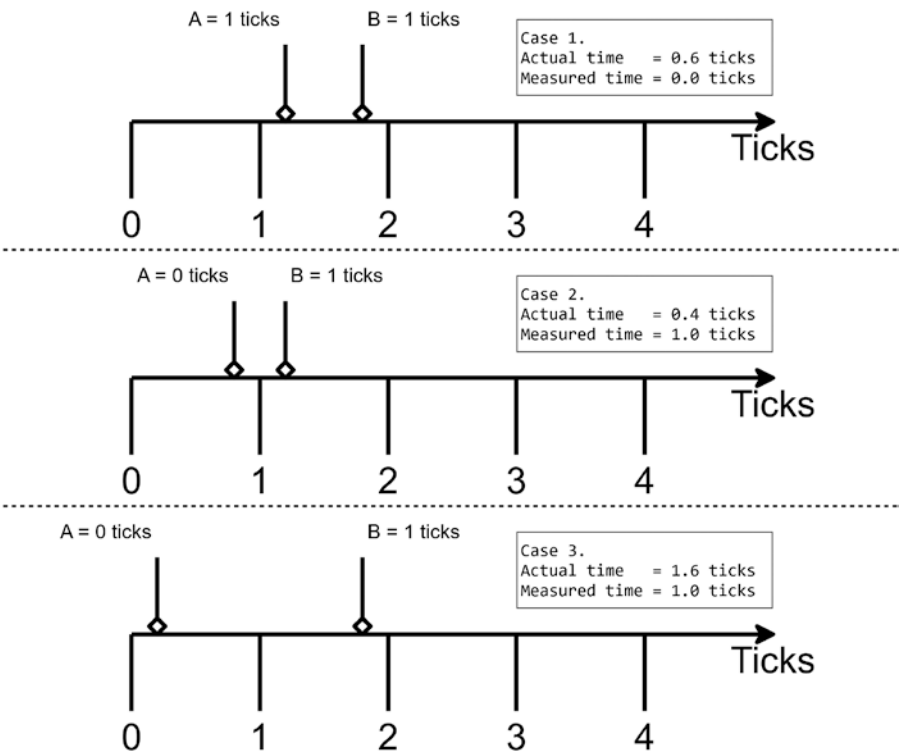 A = 1 ticks
B = 1 ticks
Case 1.
Actual time   = 0.6 ticks
Measured time = 0.0 ticks
Ticks
0 1 2 3 4
A = 0 ticks
B = 1 ticks
Case 2.
Actual time   = 0.4 ticks
Measured time = 1.0 ticks
Ticks
0 1 2 3 4
A = 0 ticks
B = 1 ticks
Case 3.
Actual time   = 1.6 ticks
Measured time = 1.0 ticks
Ticks
0 1 2 3 4